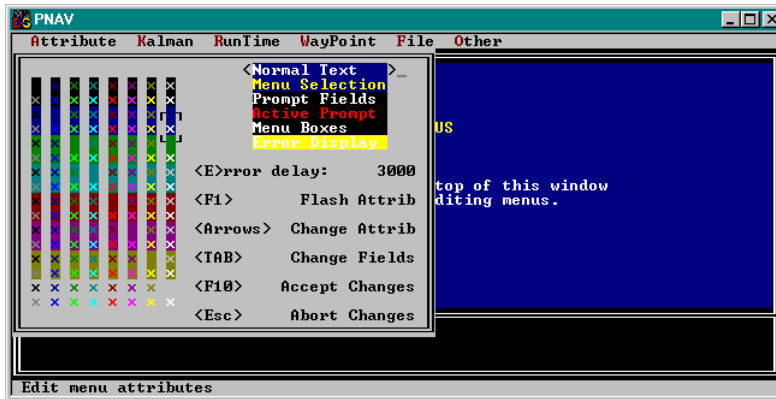 PNAV
Attribute Kalman RunTime WayPoint File Other
<Normal Text >_
Menu Selection
Prompt Fields
Active Prompt
Menu Boxes
US
Error Display
<E>rror delay: 3000
top of this window
<F1> Flash Attrib
diting menus.
<Arrows> Change Attrib
<TAB> Change Fields
<F10> Accept Changes
<Esc> Abort Changes
Edit menu attributes